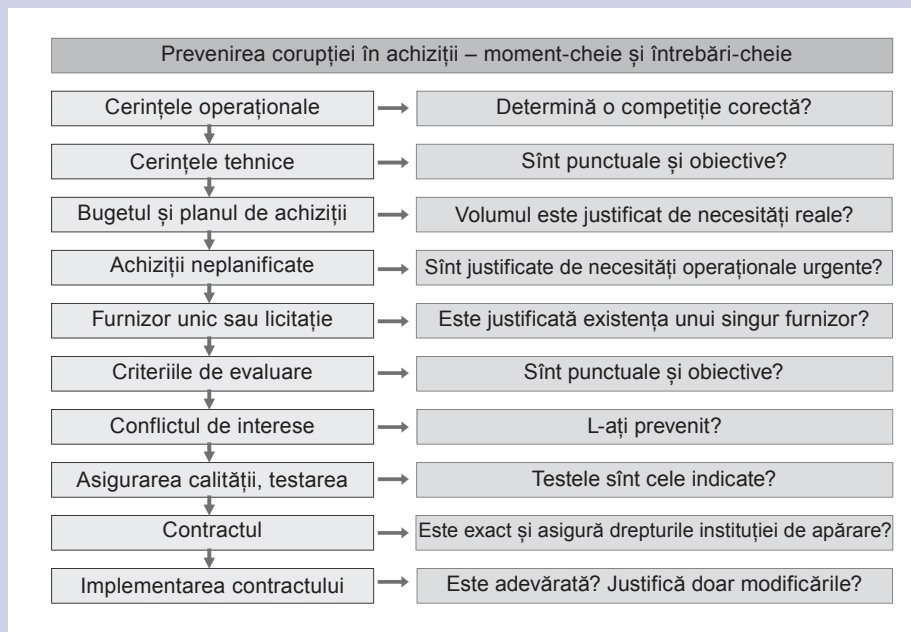 Prevenirea corupției în achiziții – moment-cheie și întrebări-cheie
Cerințele operaționale
Determină o competiție corectă?
Cerințele tehnice
Sînt punctuale și obiective?
Bugetul și planul de achiziții
Volumul este justificat de necesități reale?
Achiziții neplanificate
Sînt justificate de necesități operaționale urgente?
Furnizor unic sau licitație
Este justificată existența unui singur furnizor?
Criteriile de evaluare
Sînt punctuale și obiective?
Conflictul de interese
L-ați prevenit?
Asigurarea calității, testarea
Testele sînt cele indicate?
Contractul
Este exact și asigură drepturile instituției de apărare?
Implementarea contractului
Este adevărată? Justifică doar modificările?